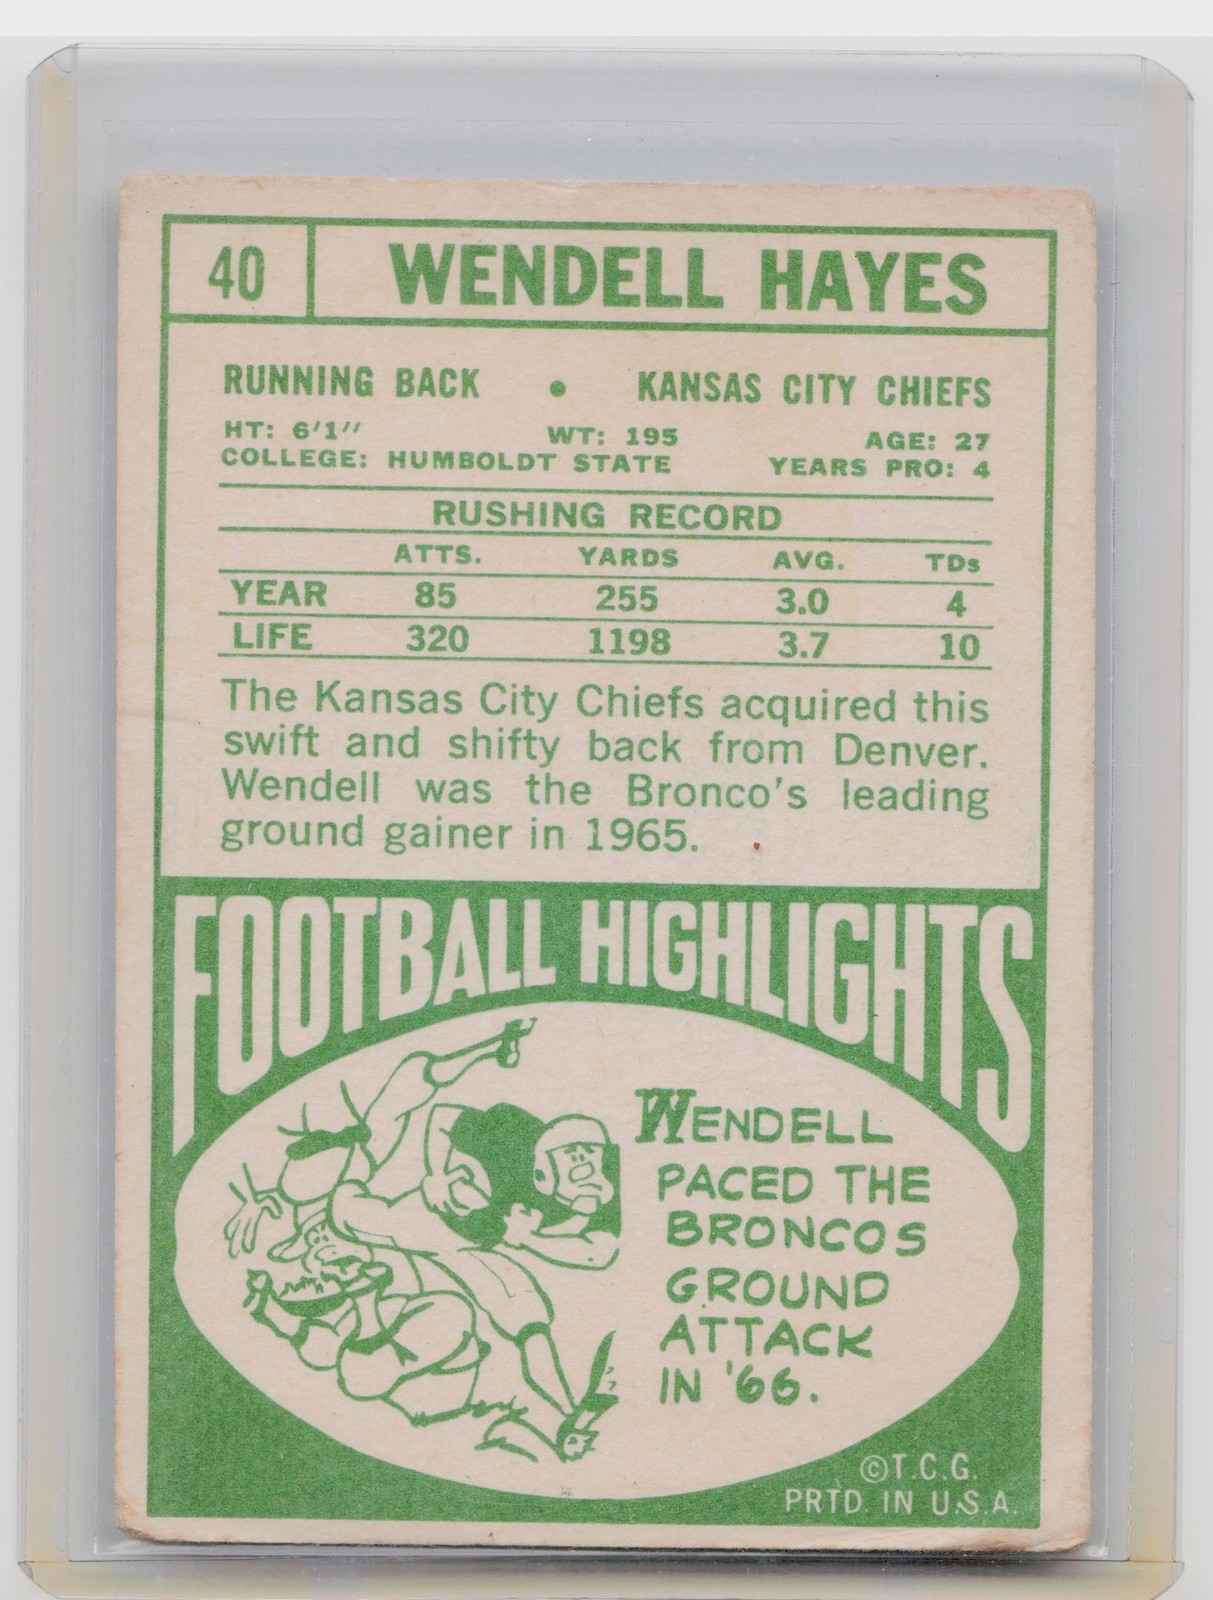 40 WENDELL HAYES
RUNNING BACK • KANSAS CITY CHIEFS
HT: 6'1" WT: 195 AGE: 27
COLLEGE: HUMBOLDT STATE YEARS PRO: 4
RUSHING RECORD
ATTS. YARDS AVG. TDs
YEAR 85 255 3.0 4
LIFE 320 1198 3.7 10
The Kansas City Chiefs acquired this
swift and shifty back from Denver.
Wendell was the Bronco's leading
ground gainer in 1965.
FOOTBALL HIGHLIGHTS
WENDELL
PACED THE
BRONCOS
GROUND
ATTACK
IN '66.
©T.C.G.
PRTD. IN U.S.A.